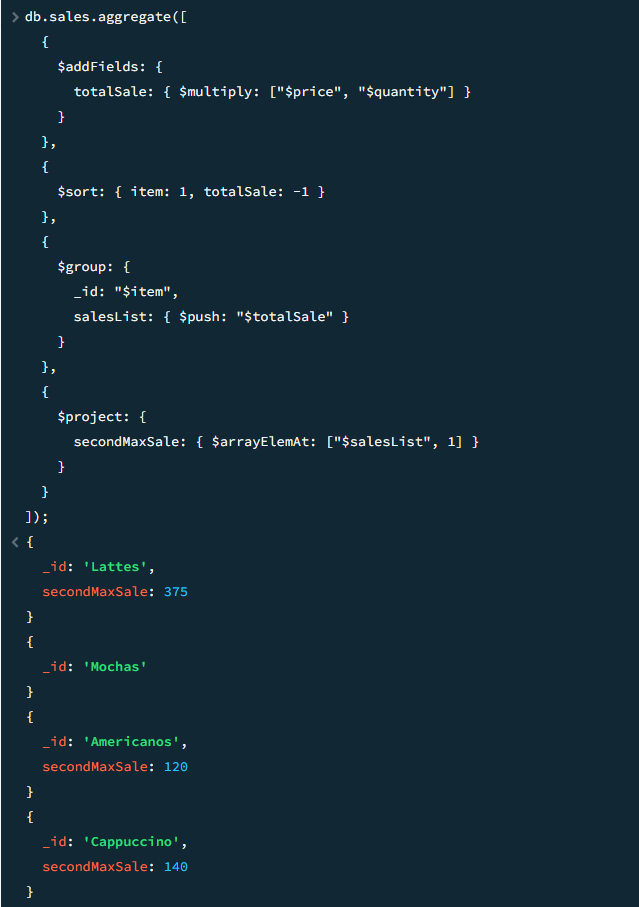 > db.sales.aggregate([
  {
    $addFields: {
      totalSale: { $multiply: ["$price", "$quantity"] }
    }
  },
  {
    $sort: { item: 1, totalSale: -1 }
  },
  {
    $group: {
      _id: "$item",
      salesList: { $push: "$totalSale" }
    }
  },
  {
    $project: {
      secondMaxSale: { $arrayElemAt: ["$salesList", 1] }
    }
  }
]);
< {
  _id: 'Lattes',
  secondMaxSale: 375
}
{
  _id: 'Mochas'
}
{
  _id: 'Americanos',
  secondMaxSale: 120
}
{
  _id: 'Cappuccino',
  secondMaxSale: 140
}